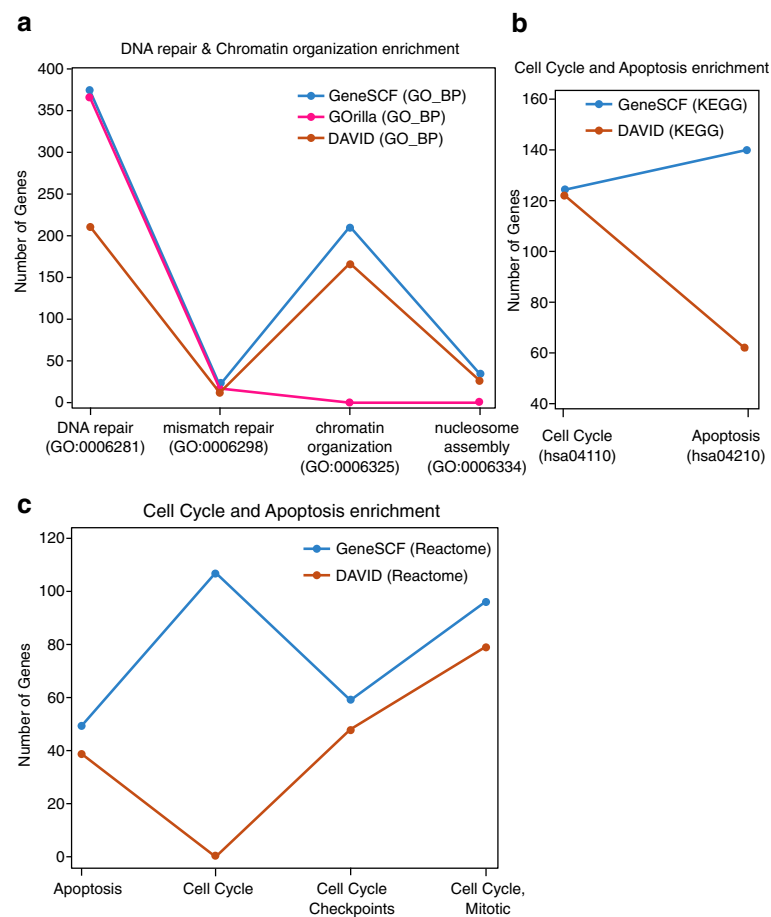 a
DNA repair & Chromatin organization enrichment
400
350
300
250
200
150
100
50
0
Number of Genes
GeneSCF (GO_BP)
GOrilla (GO_BP)
DAVID (GO_BP)
DNA repair
(GO:0006281)
mismatch repair
(GO:0006298)
chromatin
organization
(GO:0006325)
nucleosome
assembly
(GO:0006334)
b
Cell Cycle and Apoptosis enrichment
160
140
120
100
80
60
40
Number of Genes
GeneSCF (KEGG)
DAVID (KEGG)
Cell Cycle
(hsa04110)
Apoptosis
(hsa04210)
c
Cell Cycle and Apoptosis enrichment
120
100
80
60
40
20
0
Number of Genes
GeneSCF (Reactome)
DAVID (Reactome)
Apoptosis
Cell Cycle
Cell Cycle
Checkpoints
Cell Cycle,
Mitotic